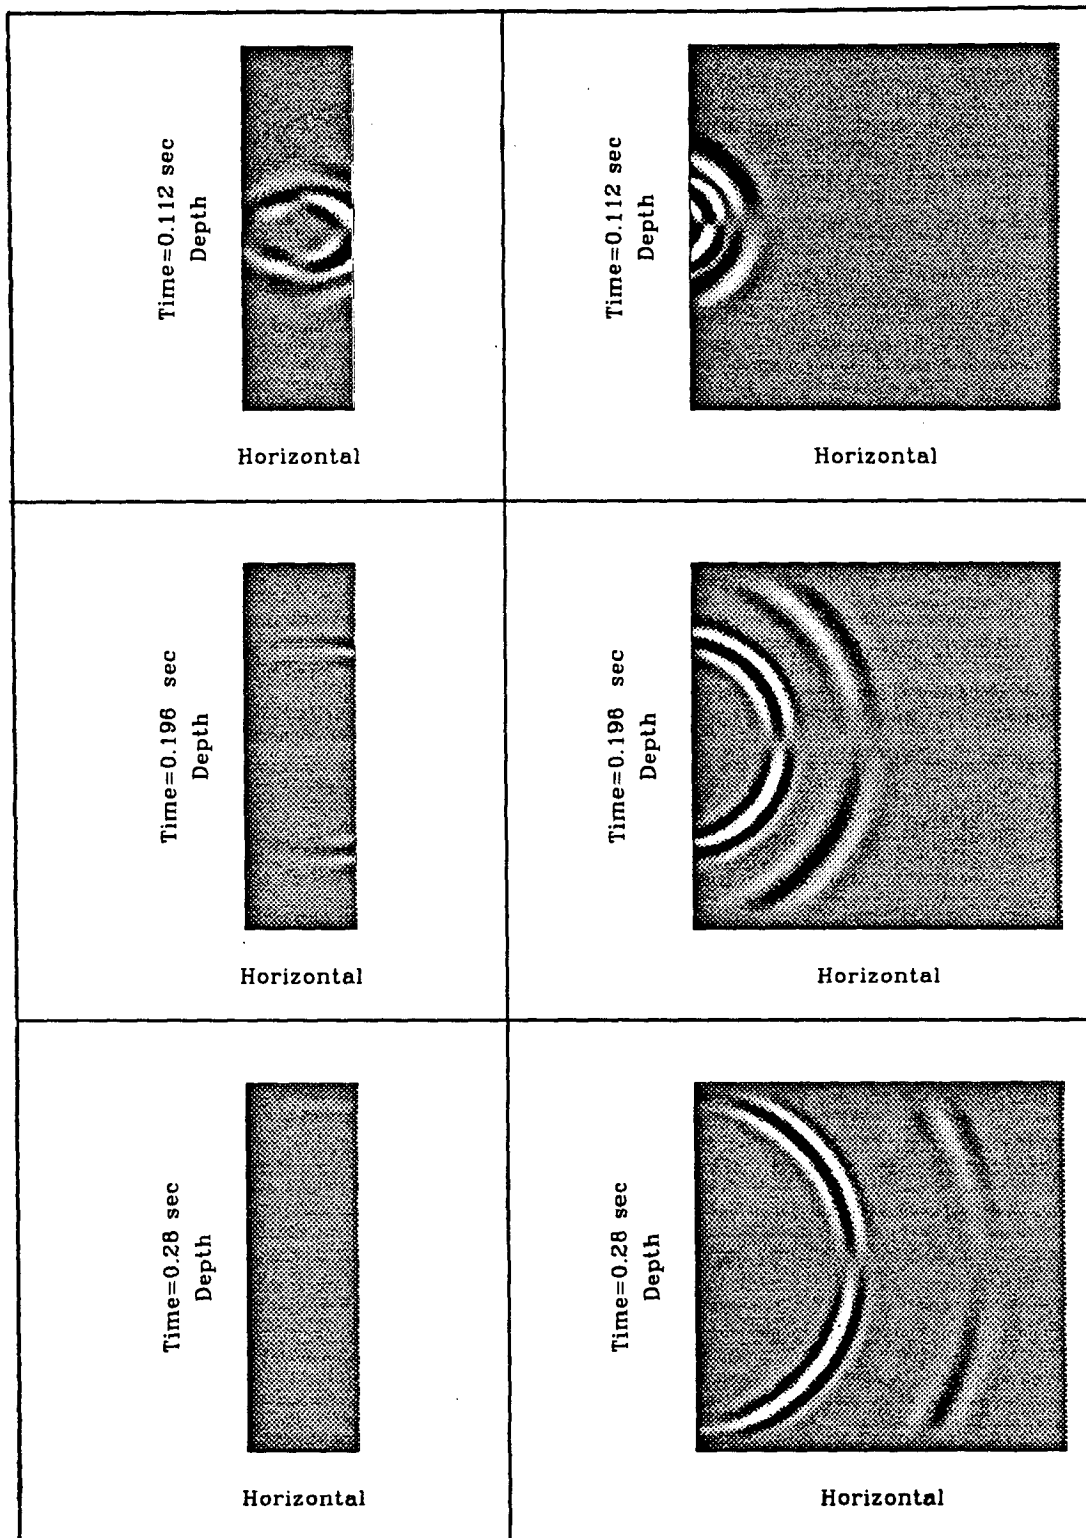 Time=0.112 sec
Depth
Horizontal
Time=0.112 sec
Depth
Horizontal
Time=0.196 sec
Depth
Horizontal
Time=0.196 sec
Depth
Horizontal
Time=0.28 sec
Depth
Horizontal
Time=0.28 sec
Depth
Horizontal